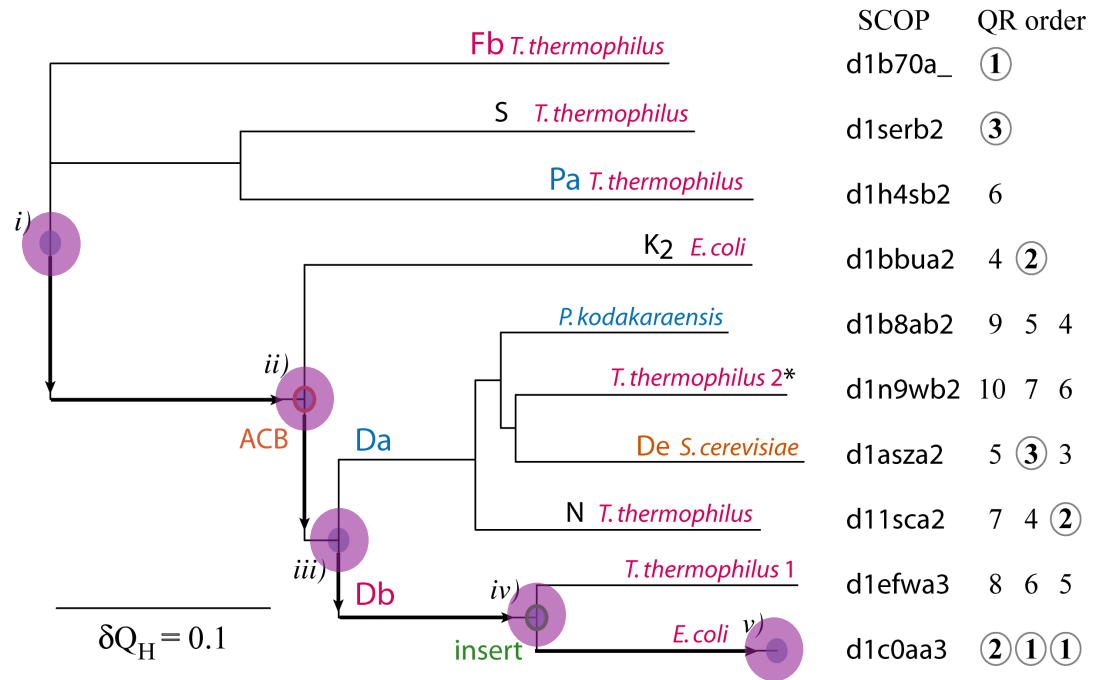 SCOP QR order
Fb T. thermophilus d1b70a_ 1
S T. thermophilus d1serb2 3
Pa T. thermophilus d1h4sb2 6
i)
K2 E. coli d1bbua2 4 2
P. kodakaraensis d1b8ab2 9 5 4
ii)
T. thermophilus 2* d1n9wb2 10 7 6
ACB
Da
De S. cerevisiae d1asza2 5 3 3
N T. thermophilus d11sca2 7 4 2
iii)
T. thermophilus 1 d1efwa3 8 6 5
Db
iv)
insert
E. coli v) d1c0aa3 2 1 1
δQH = 0.1